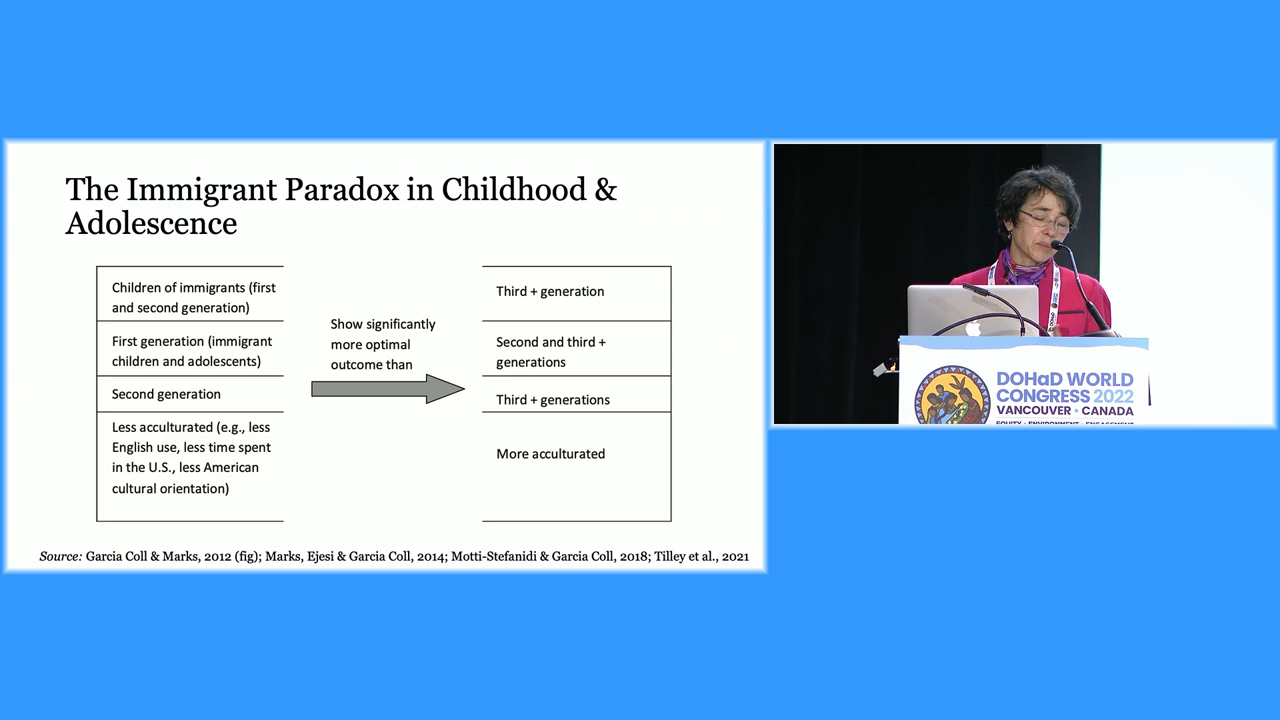 The Immigrant Paradox in Childhood &
Adolescence
Children of immigrants (first
and second generation)
First generation (immigrant
children and adolescents)
Second generation
Less acculturated (e.g., less
English use, less time spent
in the U.S., less American
cultural orientation)
Show significantly
more optimal
outcome than
Third + generation
Second and third +
generations
Third + generations
More acculturated
Source: Garcia Coll & Marks, 2012 (fig); Marks, Ejesi & Garcia Coll, 2014; Motti-Stefanidi & Garcia Coll, 2018; Tilley et al., 2021
DOHaD WORLD
CONGRESS 2022
VANCOUVER • CANADA